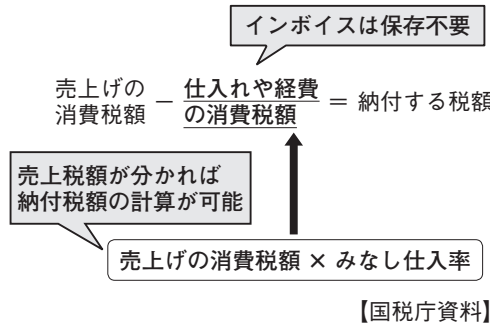 インボイスは保存不要
売上げの
消費税額
−
仕入れや経費
の消費税額
＝ 納付する税額
売上税額が分かれば
納付税額の計算が可能
売上げの消費税額 × みなし仕入率
【国税庁資料】